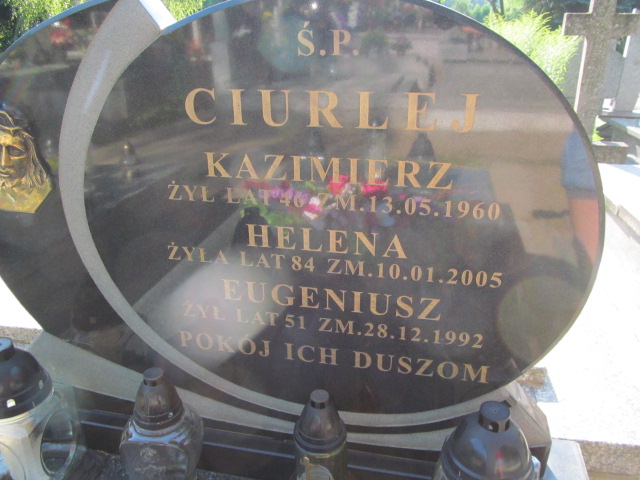 Ś.P.
CIURLEJ
KAZIMIERZ
ŻYŁ LAT 46 ZM.13.05.1960
HELENA
ŻYŁA LAT 84 ZM.10.01.2005
EUGENIUSZ
ŻYŁ LAT 51 ZM.28.12.1992
POKÓJ ICH DUSZOM